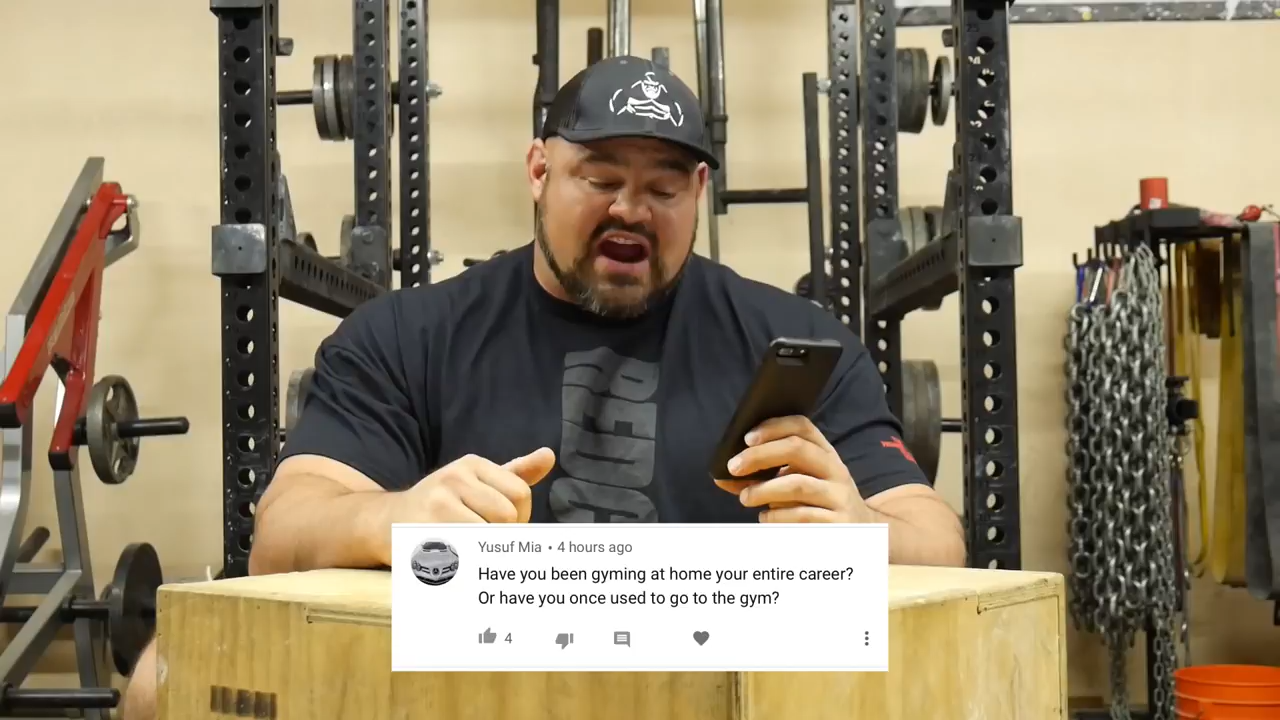 REDC
Yusuf Mia • 4 hours ago
Have you been gyming at home your entire career?
Or have you once used to go to the gym?
4